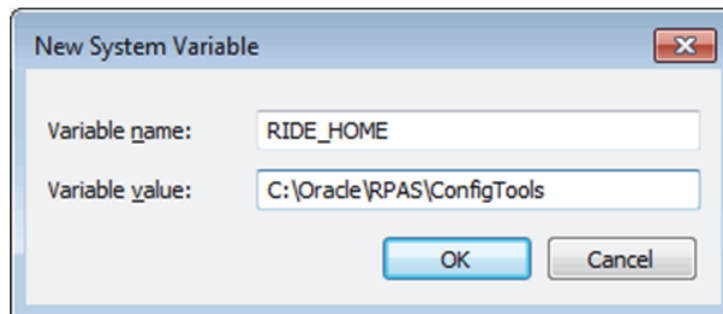 New System Variable
Variable name: RIDE_HOME
Variable value: C:\Oracle\RPAS\ConfigTools
OK Cancel